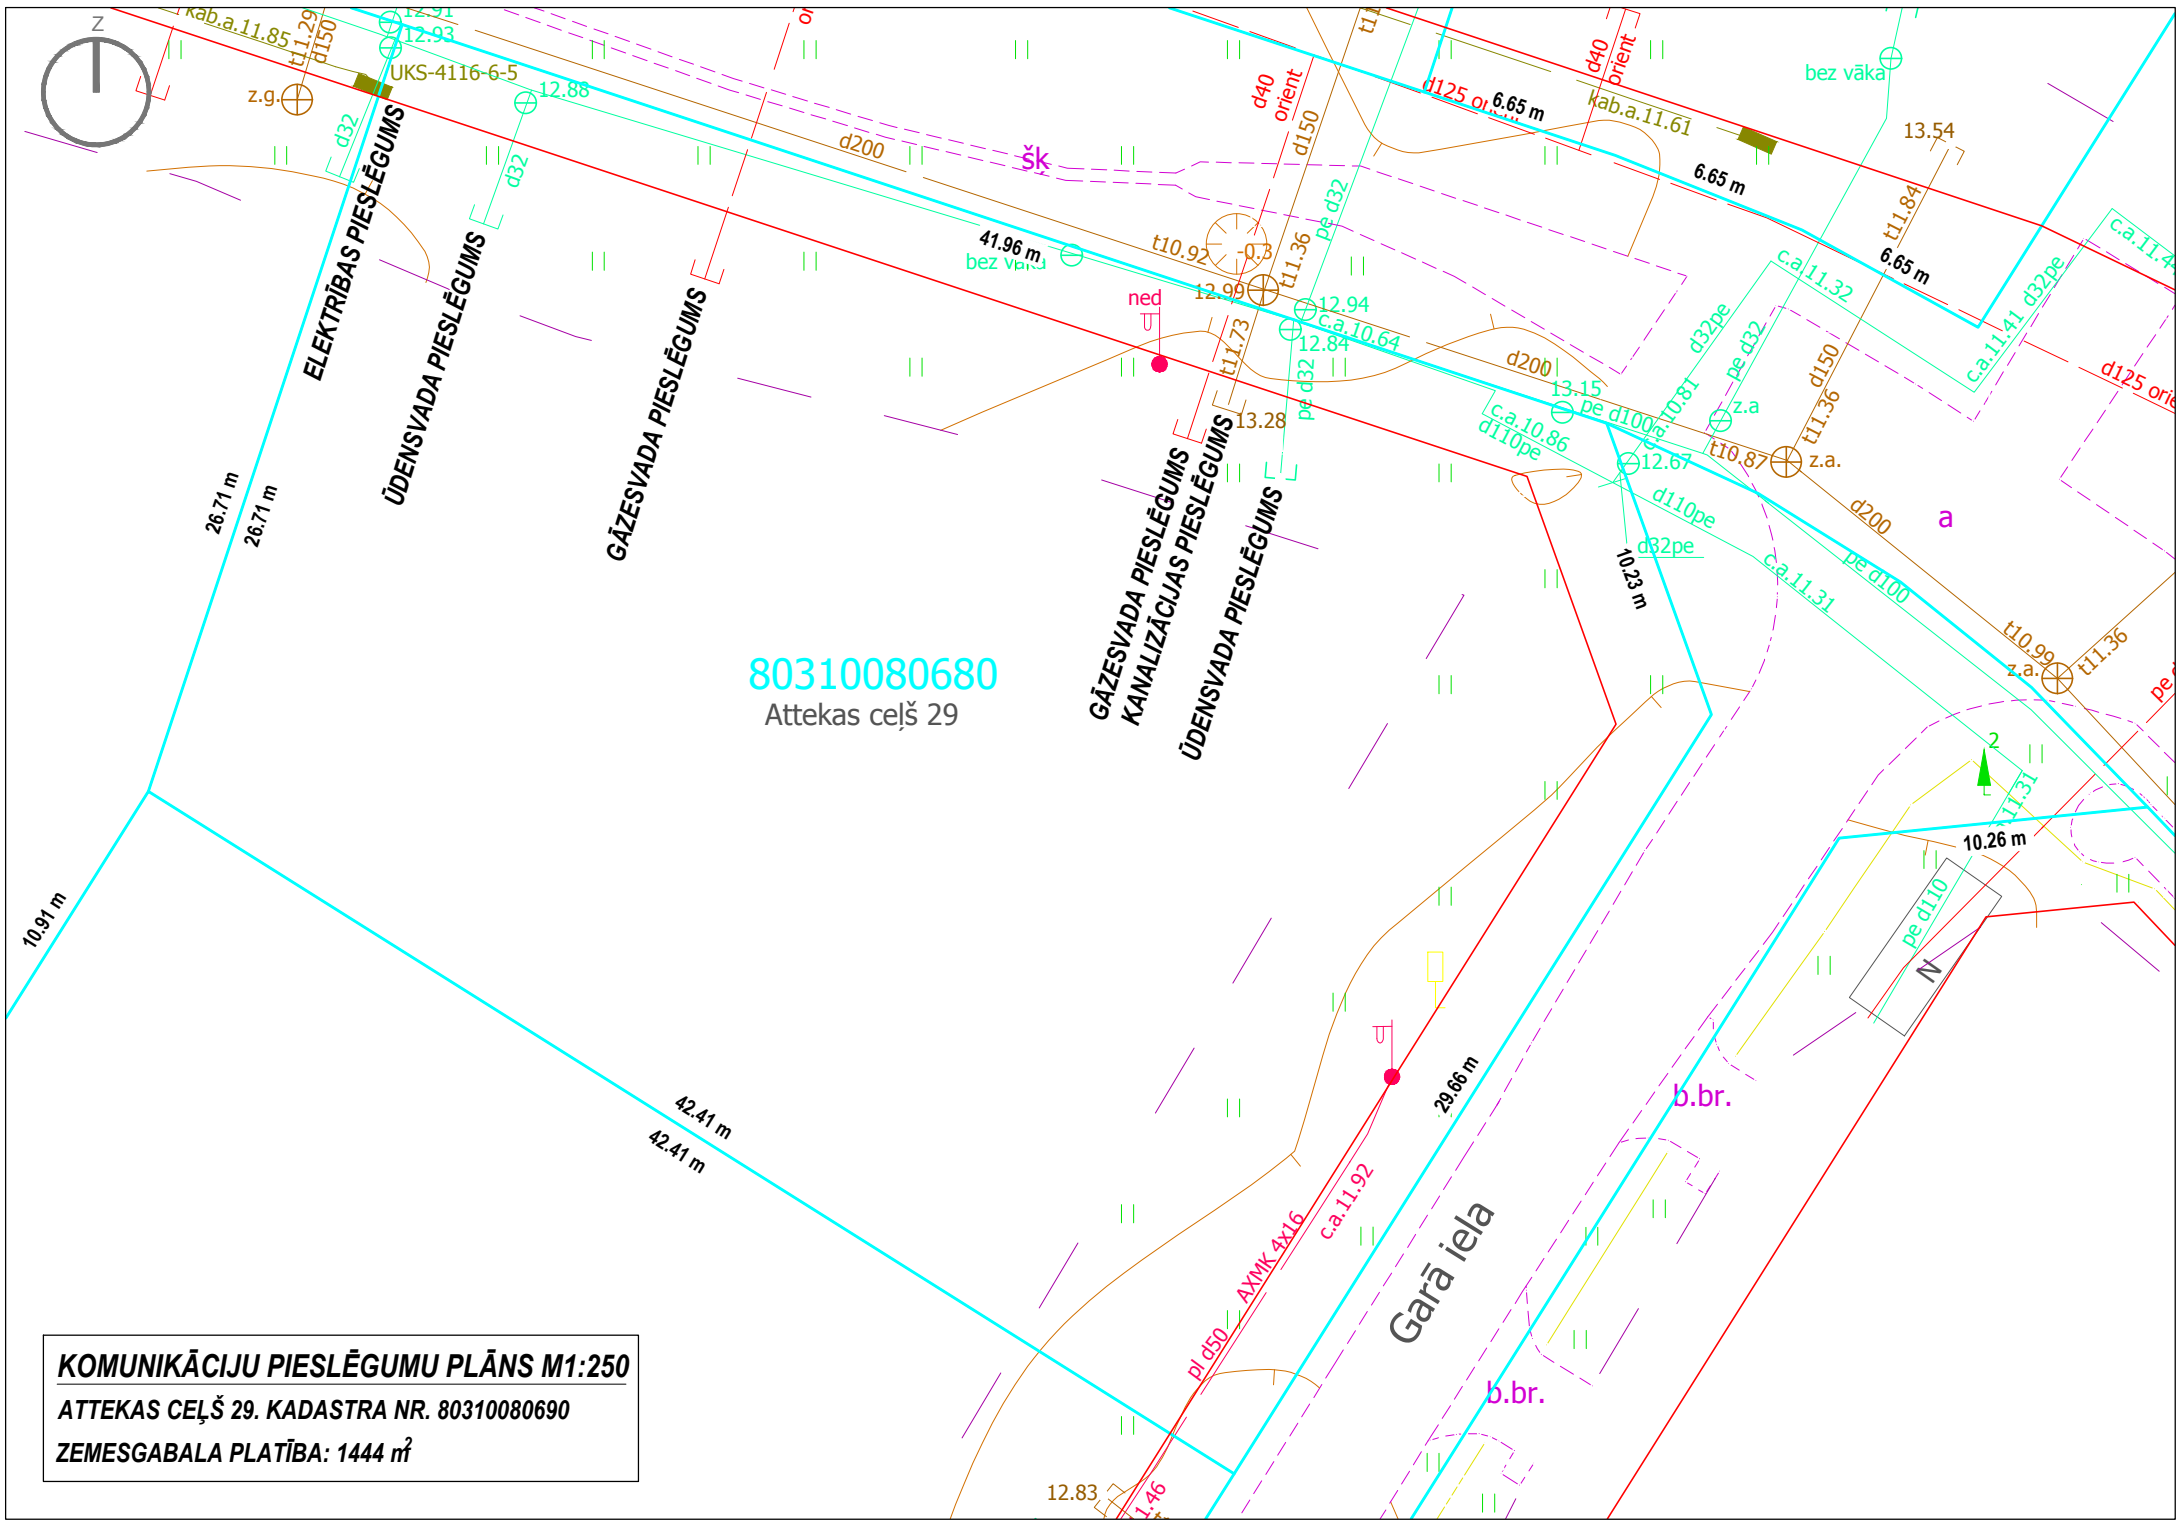 Z
kab.a.11.85
t11.29
d150
12.91
12.93
UKS-4116-6-5
z.g.
d32
12.88
d32
d200
šķ
d40
orient
d150
pe d32
d125
6.65 m
kab.a.11.61
d40
orient
bez vāka
13.54
6.65 m
t11.84
6.65 m
c.a.11.32
d32pe
c.a.11.41
d125
ELEKTRĪBAS PIESLĒGUMS
ŪDENSVADA PIESLĒGUMS
GĀZESVADA PIESLĒGUMS
41.96 m
t10.92
-0.3
t11.36
12.99
ned
12.94
c.a.10.64
12.84
t11.73
pe d32
13.28
d200
13.15
pe d100
c.a.10.86
d110pe
c.a.10.81
d32pe
pe d32
z.a
d150
t11.36
t10.87
z.a.
12.67
d110pe
d32pe
d200
a
c.a.11.31
pe d100
10.23 m
t10.99
z.a.
t11.36
26.71 m
26.71 m
GĀZESVADA PIESLĒGUMS
KANALIZĀCIJAS PIESLĒGUMS
ŪDENSVADA PIESLĒGUMS
80310080680
Attekas ceļš 29
2
11.31
10.26 m
pe d110
N
10.91 m
42.41 m
42.41 m
29.66 m
b.br.
c.a.11.92
AXMK 4x16
pl d50
Garā iela
b.br.
12.83
KOMUNIKĀCIJU PIESLĒGUMU PLĀNS M1:250
ATTEKAS CEĻŠ 29. KADASTRA NR. 80310080690
ZEMESGABALA PLATĪBA: 1444 m²